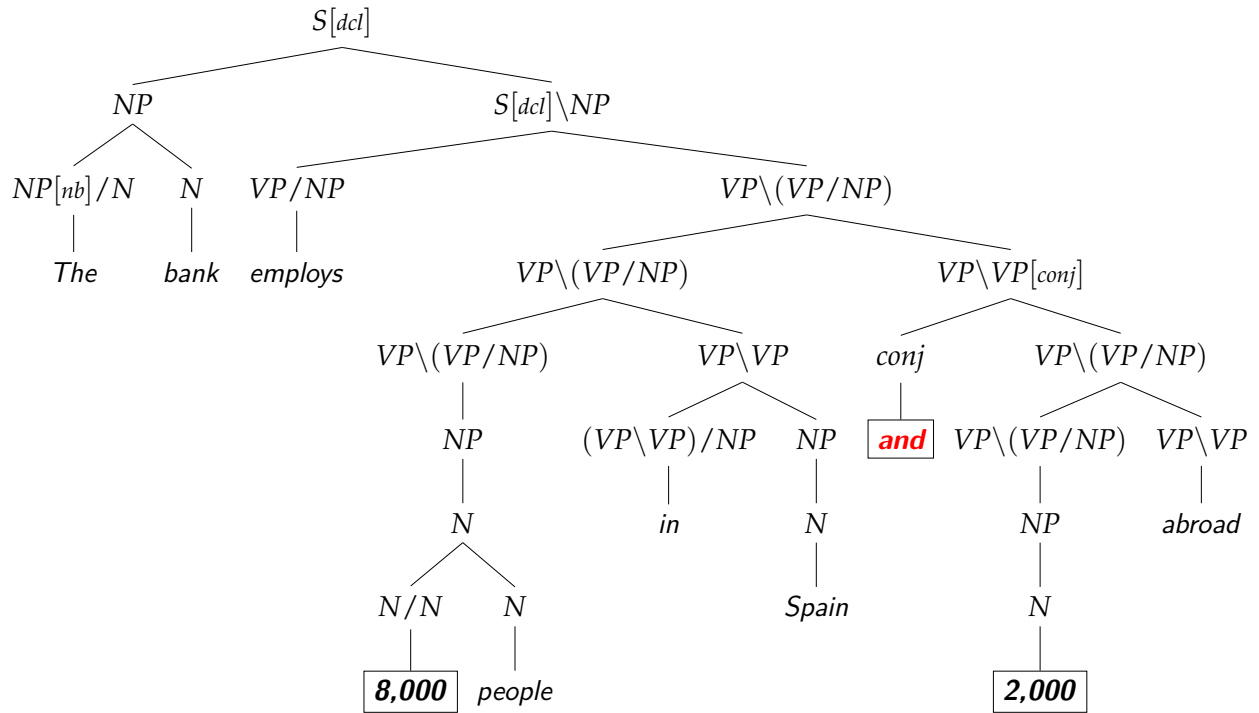 S[dcl]
NP S[dcl]\NP
NP[nb]/N N VP/NP VP\(VP/NP)
The bank employs VP\(VP/NP) VP\VP[conj]
VP\(VP/NP) VP\VP conj VP\(VP/NP)
NP (VP\VP)/NP NP and VP\(VP/NP) VP\VP
N in N NP abroad
N/N N Spain N
8,000 people 2,000